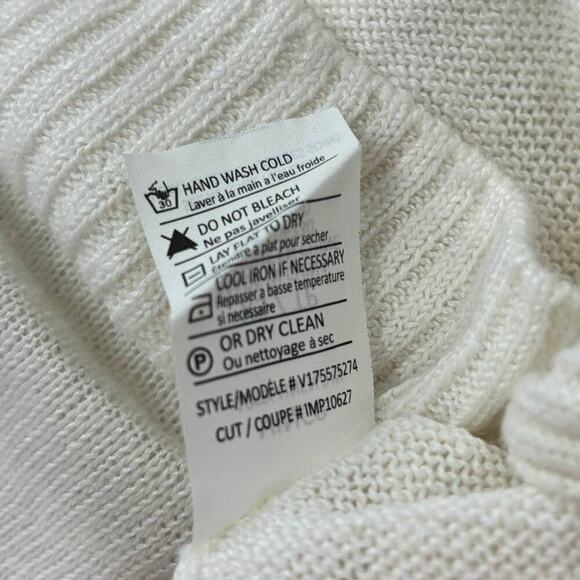 30
HAND WASH COLD
Laver à la main a l'eau froide
DO NOT BLEACH
Ne pas javelliser
LAY FLAT TO DRY
Prendre a plat pour secher
COOL IRON IF NECESSARY
Repasser a basse temperature
si necessaire
P
OR DRY CLEAN
Ou nettoyage à sec
STYLE/MODÈLE # V175575274
CUT / COUPE # IMP10627